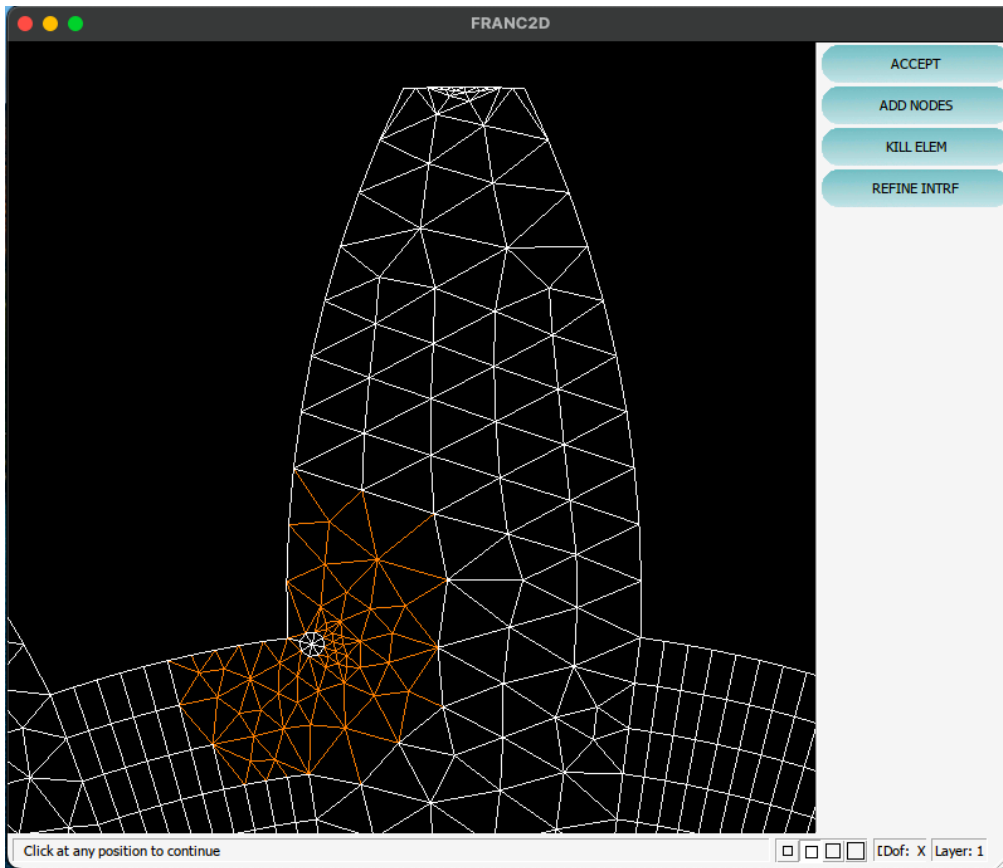 FRANC2D
ACCEPT
ADD NODES
KILL ELEM
REFINE INTRF
Click at any position to continue
[Dof: X
Layer: 1